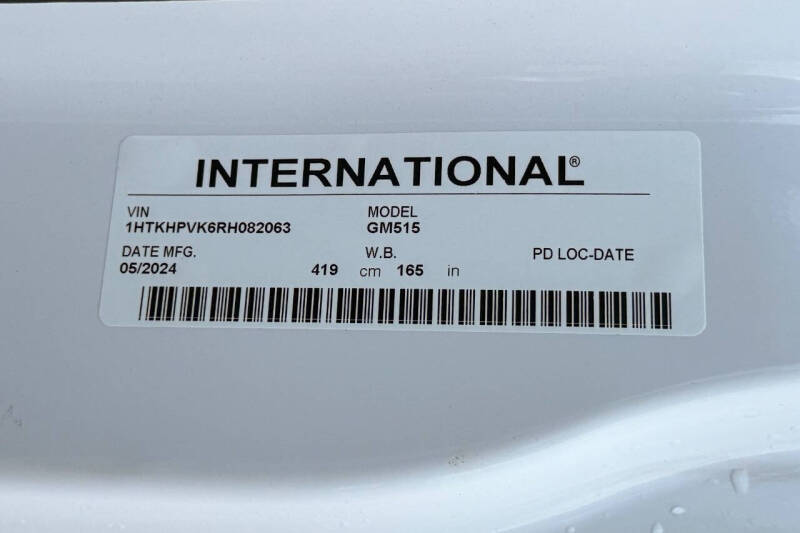 INTERNATIONAL®
VIN MODEL
1HTKHPVK6RH082063 GM515
DATE MFG. W.B. PD LOC-DATE
05/2024 419 cm 165 in